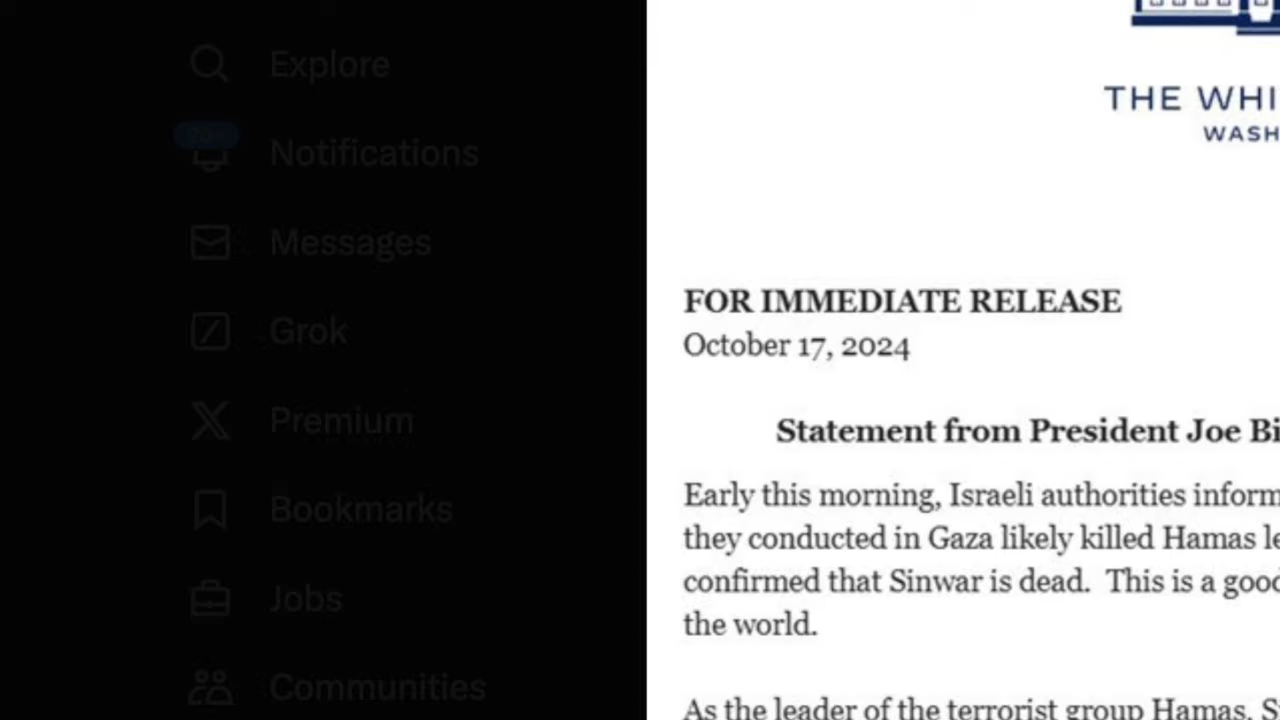 Explore
Notifications
Messages
Grok
Premium
Bookmarks
Jobs
Communities
THE WHI
WASH
FOR IMMEDIATE RELEASE
October 17, 2024
Statement from President Joe Bi
Early this morning, Israeli authorities inform
they conducted in Gaza likely killed Hamas le
confirmed that Sinwar is dead.  This is a good
the world.
As the leader of the terrorist group Hamas, S